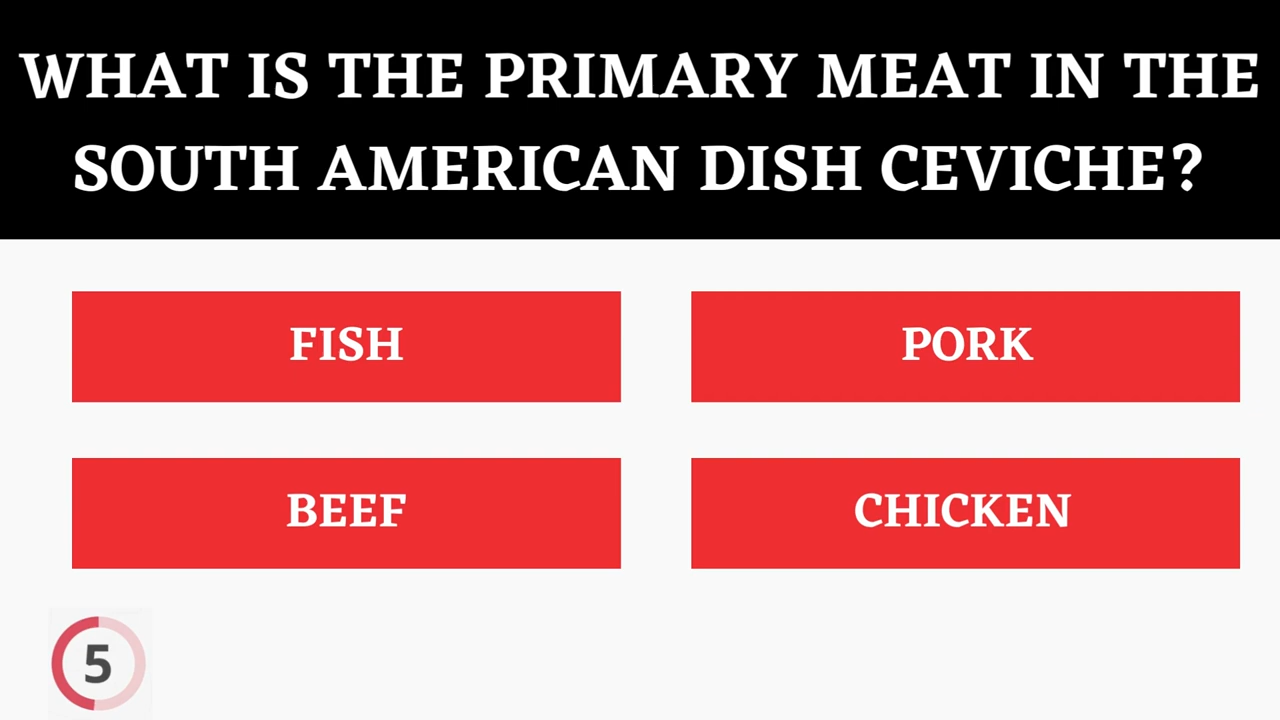 WHAT IS THE PRIMARY MEAT IN THE
SOUTH AMERICAN DISH CEVICHE?
FISH
PORK
BEEF
CHICKEN
5